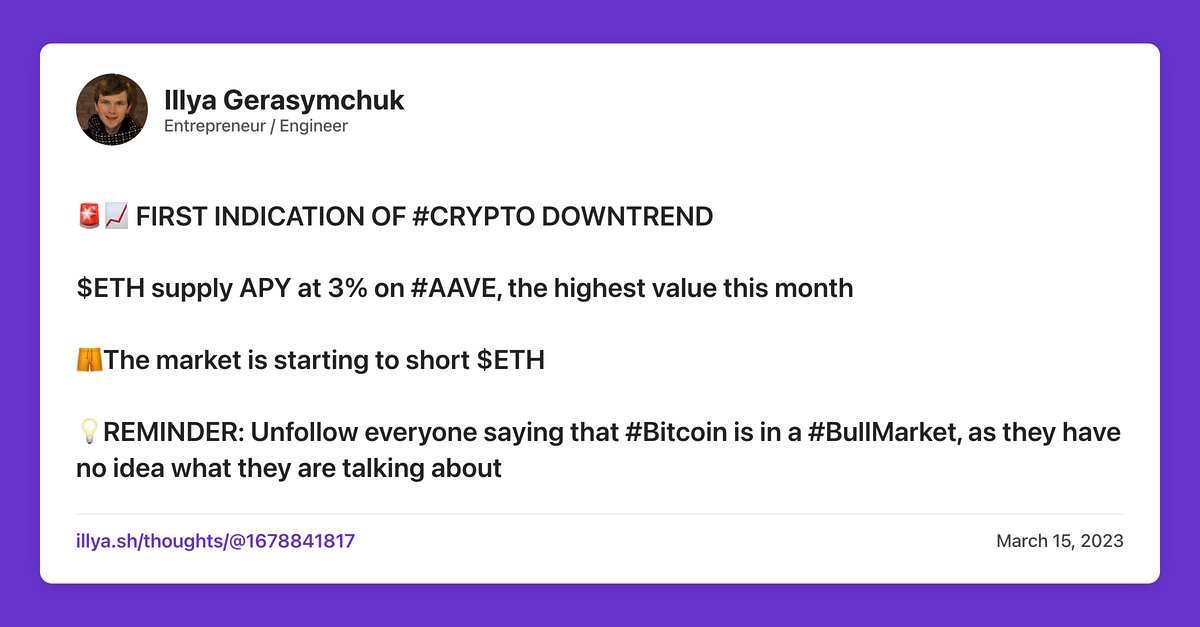 Illya Gerasymchuk
Entrepreneur / Engineer
🚨📈 FIRST INDICATION OF #CRYPTO DOWNTREND
$ETH supply APY at 3% on #AAVE, the highest value this month
🩳The market is starting to short $ETH
💡REMINDER: Unfollow everyone saying that #Bitcoin is in a #BullMarket, as they have
no idea what they are talking about
illya.sh/thoughts/@1678841817
March 15, 2023